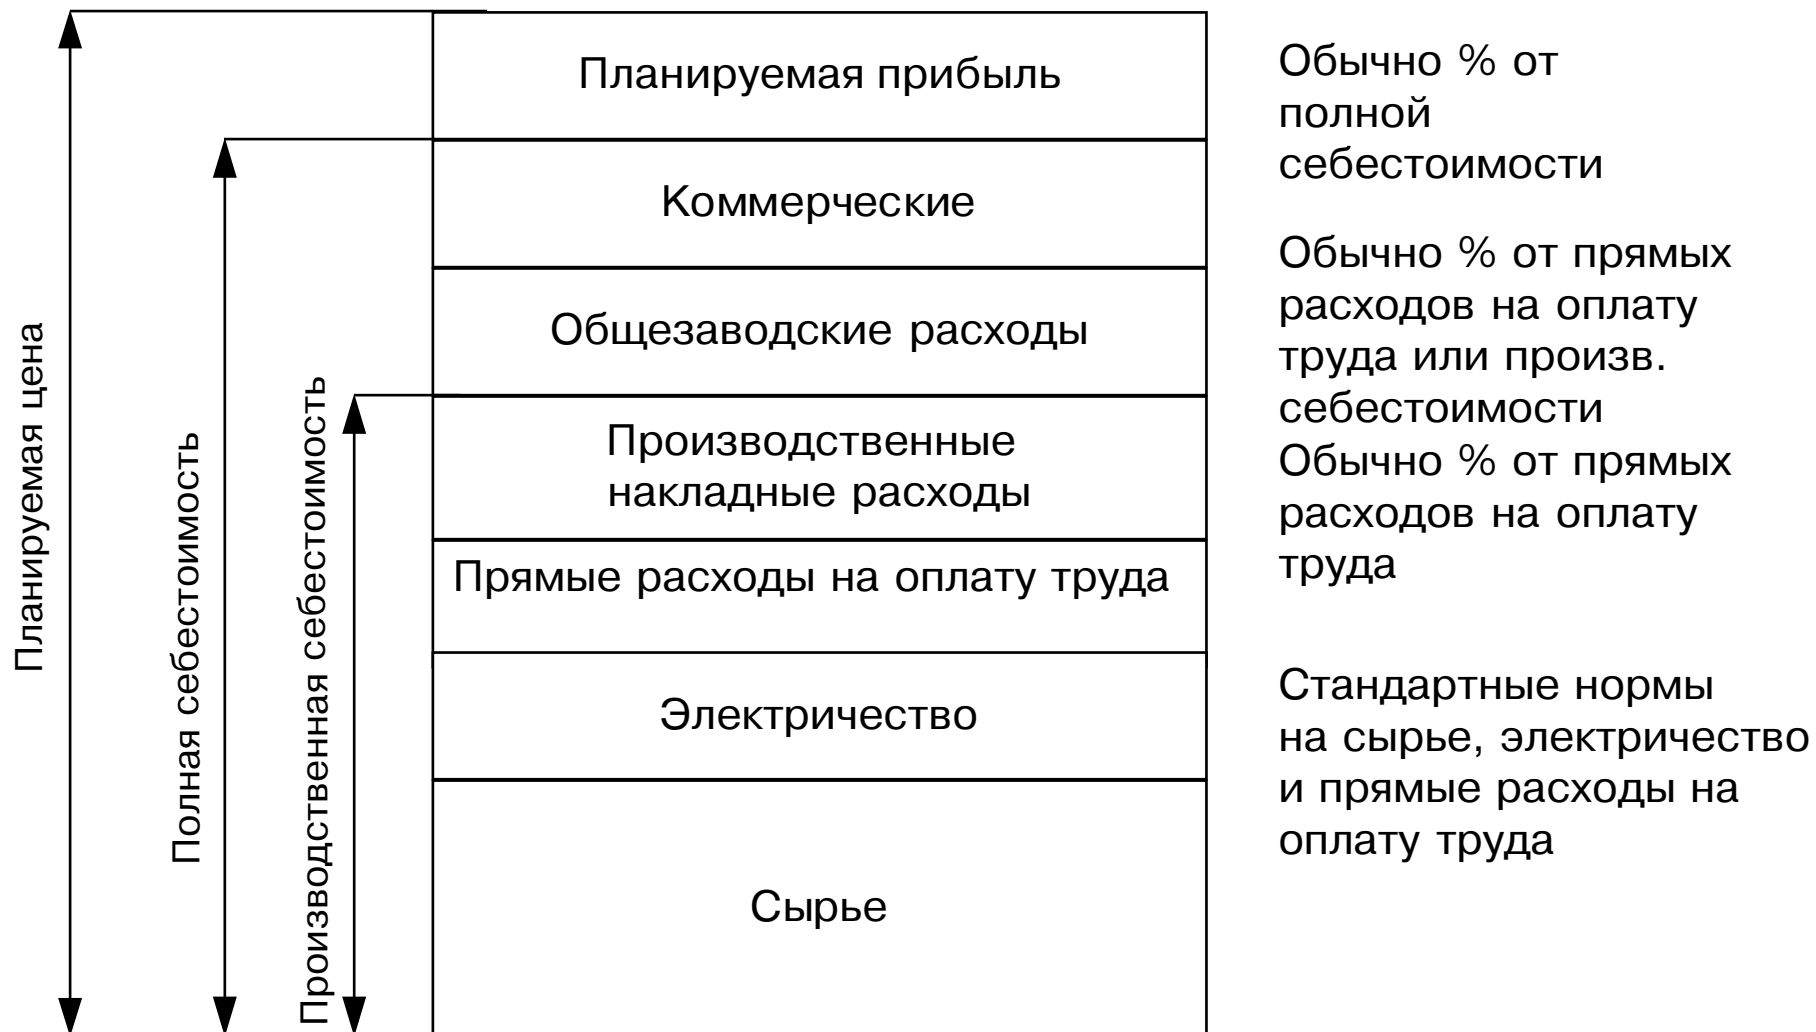 Планируемая цена
Полная себестоимость
Производственная себестоимость
Планируемая прибыль
Коммерческие
Общезаводские расходы
Производственные
накладные расходы
Прямые расходы на оплату труда
Электричество
Сырье
Обычно % от
полной
себестоимости
Обычно % от прямых
расходов на оплату
труда или произв.
себестоимости
Обычно % от прямых
расходов на оплату
труда
Стандартные нормы
на сырье, электричество
и прямые расходы на
оплату труда